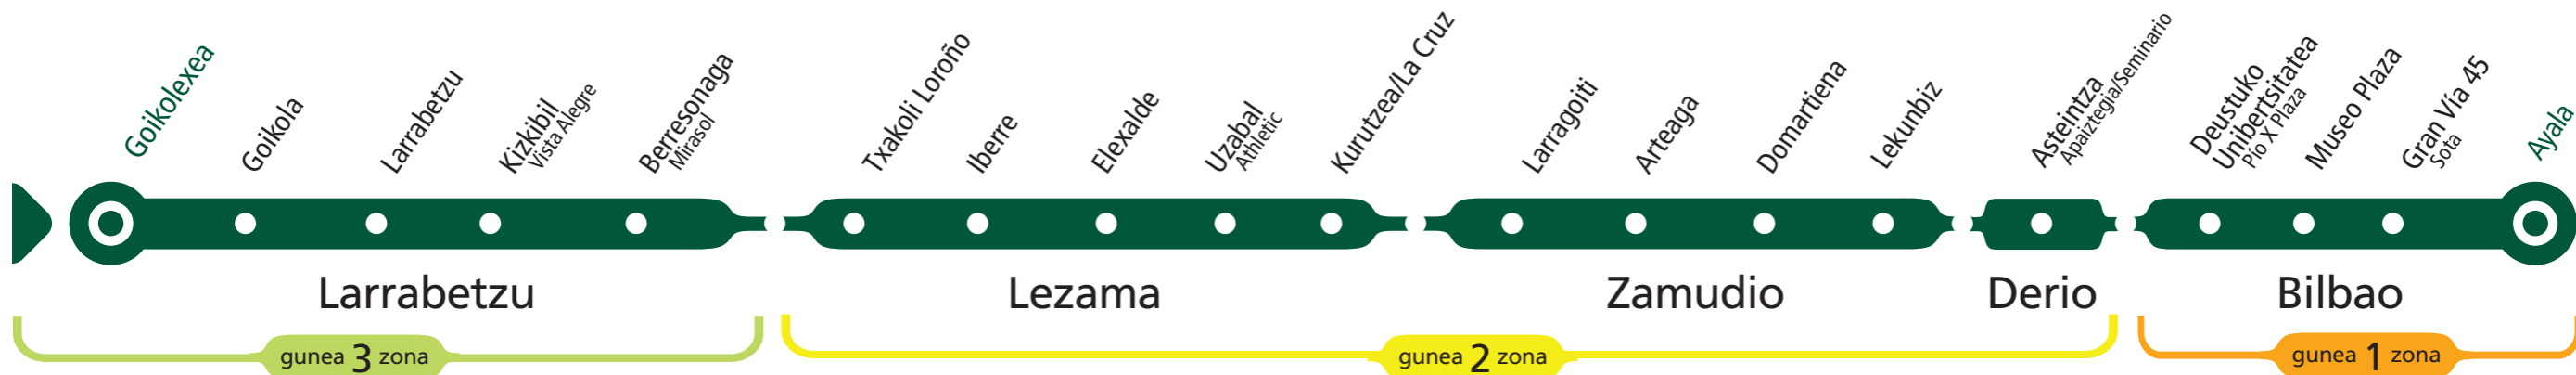 Goikolexea
Goikola
Larrabetzu
Kizkibil
Vista Alegre
Berresonaga
Mirasol
Txakoli Loroño
Iberre
Elexalde
Uzabal
Athletic
Kurutzea/La Cruz
Larragoiti
Arteaga
Domartiena
Lekunbiz
Asteintza
Apaiztegia/Seminario
Deustuko
Unibertsitatea
Pío X Plaza
Museo Plaza
Gran Vía 45
Sota
Ayala
Larrabetzu
Lezama
Zamudio
Derio
Bilbao
gunea 3 zona
gunea 2 zona
gunea 1 zona